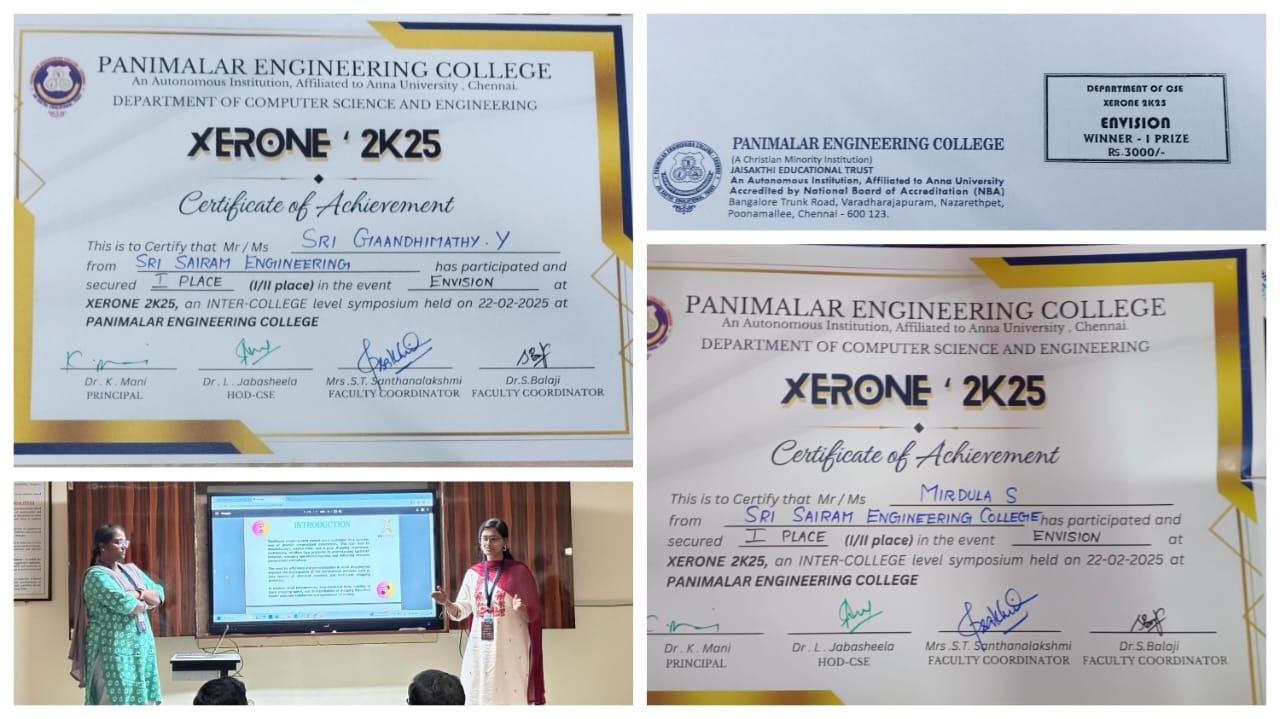 PANIMALAR ENGINEERING COLLEGE
An Autonomous Institution, Affiliated to Anna University, Chennai.
DEPARTMENT OF COMPUTER SCIENCE AND ENGINEERING
XERONE ‘ 2K25
Certificate of Achievement
This is to Certify that Mr / Ms SRI GAANDHIMATHY . Y
from SRI SAIRAM ENGINEERING has participated and
secured I PLACE (I/II place) in the event ENVISION at
XERONE 2K25, an INTER-COLLEGE level symposium held on 22-02-2025 at
PANIMALAR ENGINEERING COLLEGE
Dr . K . Mani Dr . L . Jabasheela Mrs .S.T. Santhanalakshmi Dr.S.Balaji
PRINCIPAL HOD-CSE FACULTY COORDINATOR FACULTY COORDINATOR
DEPARTMENT OF CSE
XERONE 2K25
ENVISION
WINNER - I PRIZE
RS.3000/-
PANIMALAR ENGINEERING COLLEGE
(A Christian Minority Institution)
JAISAKTHI EDUCATIONAL TRUST
An Autonomous Institution, Affiliated to Anna University
Accredited by National Board of Accreditation (NBA)
Bangalore Trunk Road, Varadharajapuram, Nazarethpet,
Poonamallee, Chennai - 600 123.
INTRODUCTION
PANIMALAR ENGINEERING COLLEGE
An Autonomous Institution, Affiliated to Anna University , Chennai.
DEPARTMENT OF COMPUTER SCIENCE AND ENGINEERING
XERONE ‘ 2K25
Certificate of Achievement
This is to Certify that Mr / Ms MIRDULA S
from SRI SAIRAM ENGINEERING COLLEGE has participated and
secured I PLACE (I/II place) in the event ENVISION at
XERONE 2K25, an INTER-COLLEGE level symposium held on 22-02-2025 at
PANIMALAR ENGINEERING COLLEGE
Dr . K . Mani Dr . L . Jabasheela Mrs .S.T. Santhanalakshmi Dr.S.Balaji
PRINCIPAL HOD-CSE FACULTY COORDINATOR FACULTY COORDINATOR